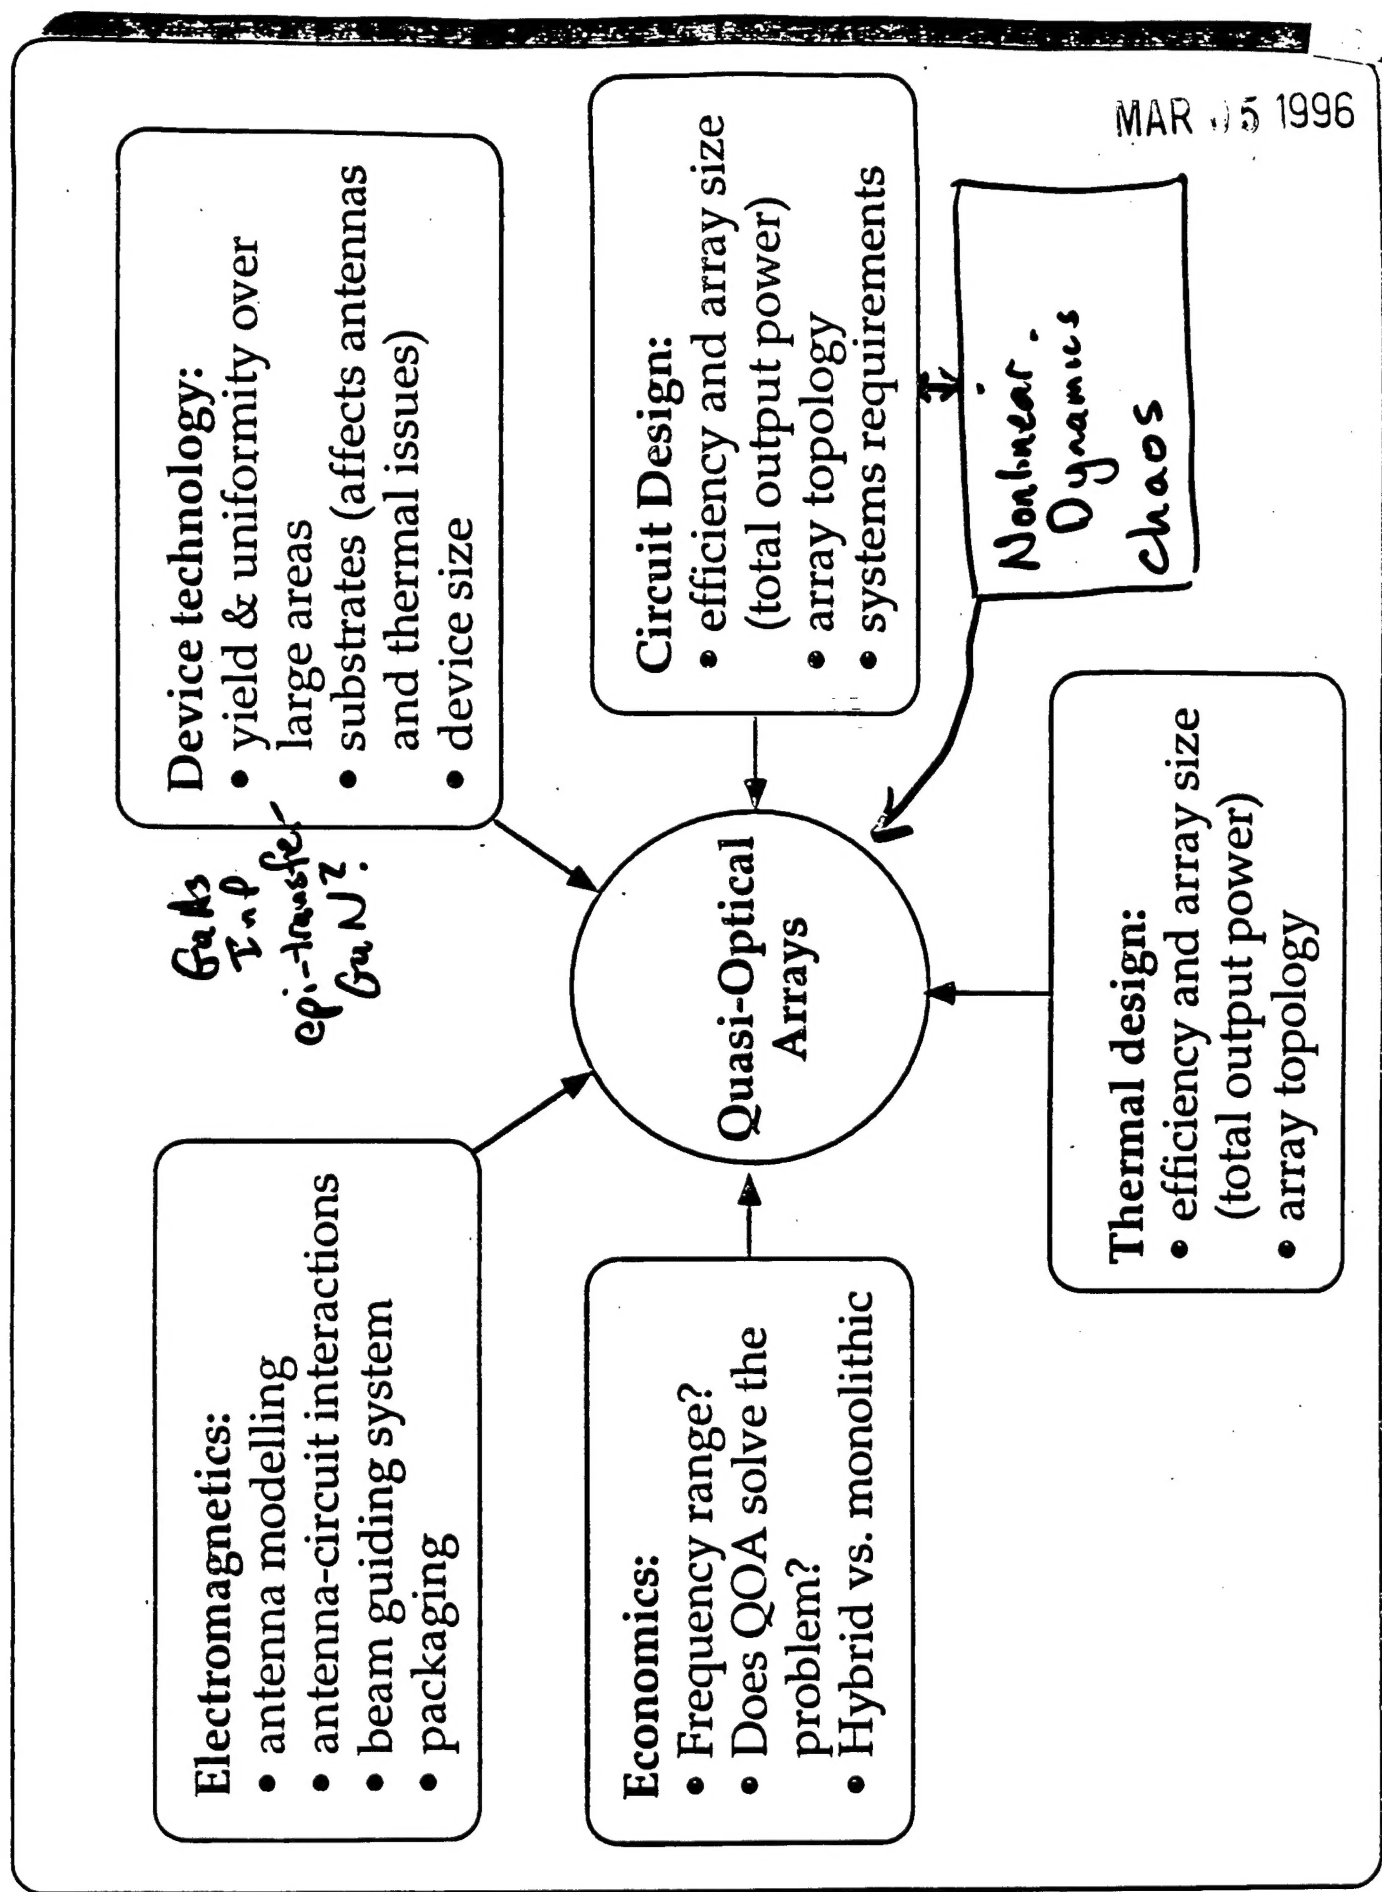 MAR 05 1996
Electromagnetics:
• antenna modelling
• antenna-circuit interactions
• beam guiding system
• packaging
GaAs
InP
epi-transfer
GaN?
Device technology:
• yield & uniformity over
large areas
• substrates (affects antennas
and thermal issues)
• device size
Economics:
• Frequency range?
• Does QOA solve the
problem?
• Hybrid vs. monolithic
Quasi-Optical
Arrays
Circuit Design:
• efficiency and array size
(total output power)
• array topology
• systems requirements
Nonlinear
Dynamics
Chaos
Thermal design:
• efficiency and array size
(total output power)
• array topology